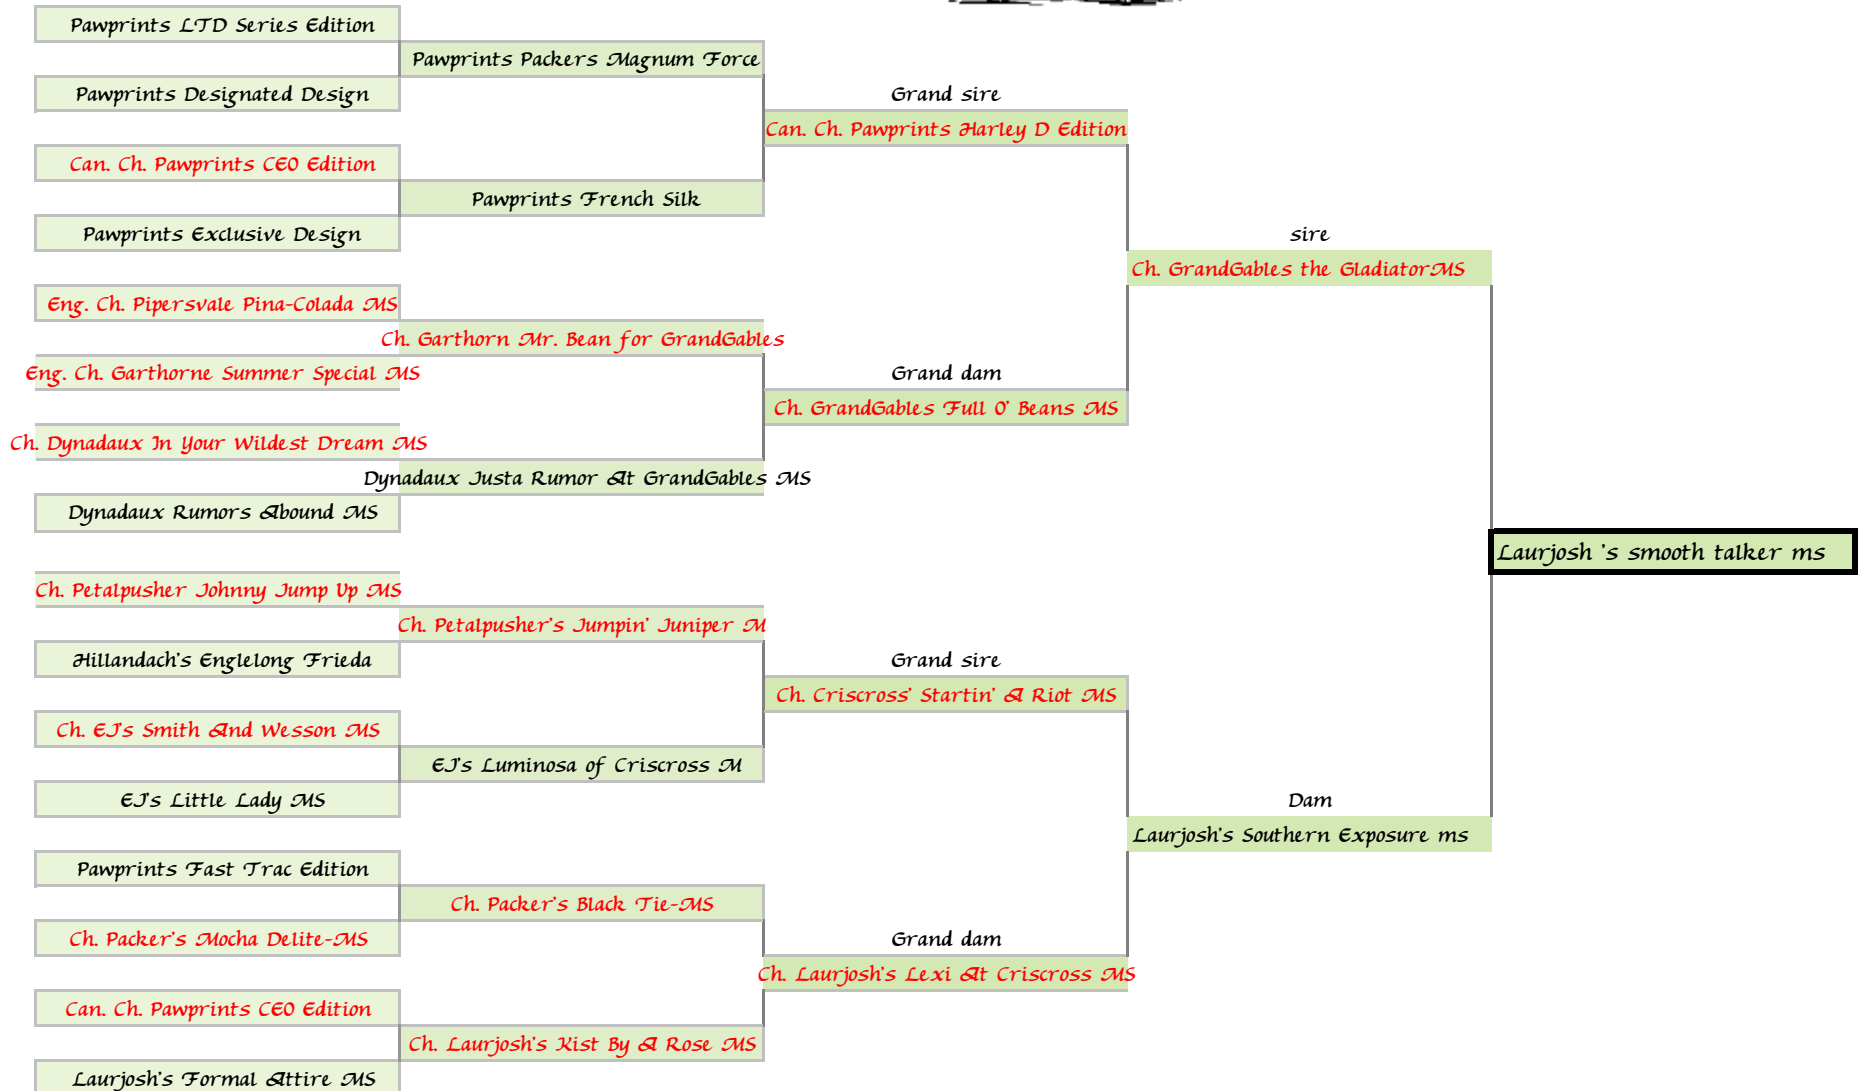 Pawprints LTD Series Edition
Pawprints Packers Magnum Force
Pawprints Designated Design
Grand sire
Can. Ch. Pawprints Harley D Edition
Can. Ch. Pawprints CEO Edition
Pawprints French Silk
Pawprints Exclusive Design
sire
Ch. GrandGables the GladiatorMS
Eng. Ch. Pipersvale Pina-Colada MS
Ch. Garthorn Mr. Bean for GrandGables
Eng. Ch. Garthorne Summer Special MS
Grand dam
Ch. GrandGables Full O' Beans MS
Ch. Dynadaux In Your Wildest Dream MS
Dynadaux Justa Rumor At GrandGables MS
Dynadaux Rumors Abound MS
Laurjosh 's smooth talker ms
Ch. Petalpusher Johnny Jump Up MS
Ch. Petalpusher's Jumpin' Juniper M
Hillandach's Englelong Frieda
Grand sire
Ch. Criscross' Startin' A Riot MS
Ch. EJ's Smith And Wesson MS
EJ's Luminosa of Criscross M
EJ's Little Lady MS
Dam
Laurjosh's Southern Exposure ms
Pawprints Fast Trac Edition
Ch. Packer's Black Tie-MS
Ch. Packer's Mocha Delite-MS
Grand dam
Ch. Laurjosh's Lexi At Criscross MS
Can. Ch. Pawprints CEO Edition
Ch. Laurjosh's Kist By A Rose MS
Laurjosh's Formal Attire MS